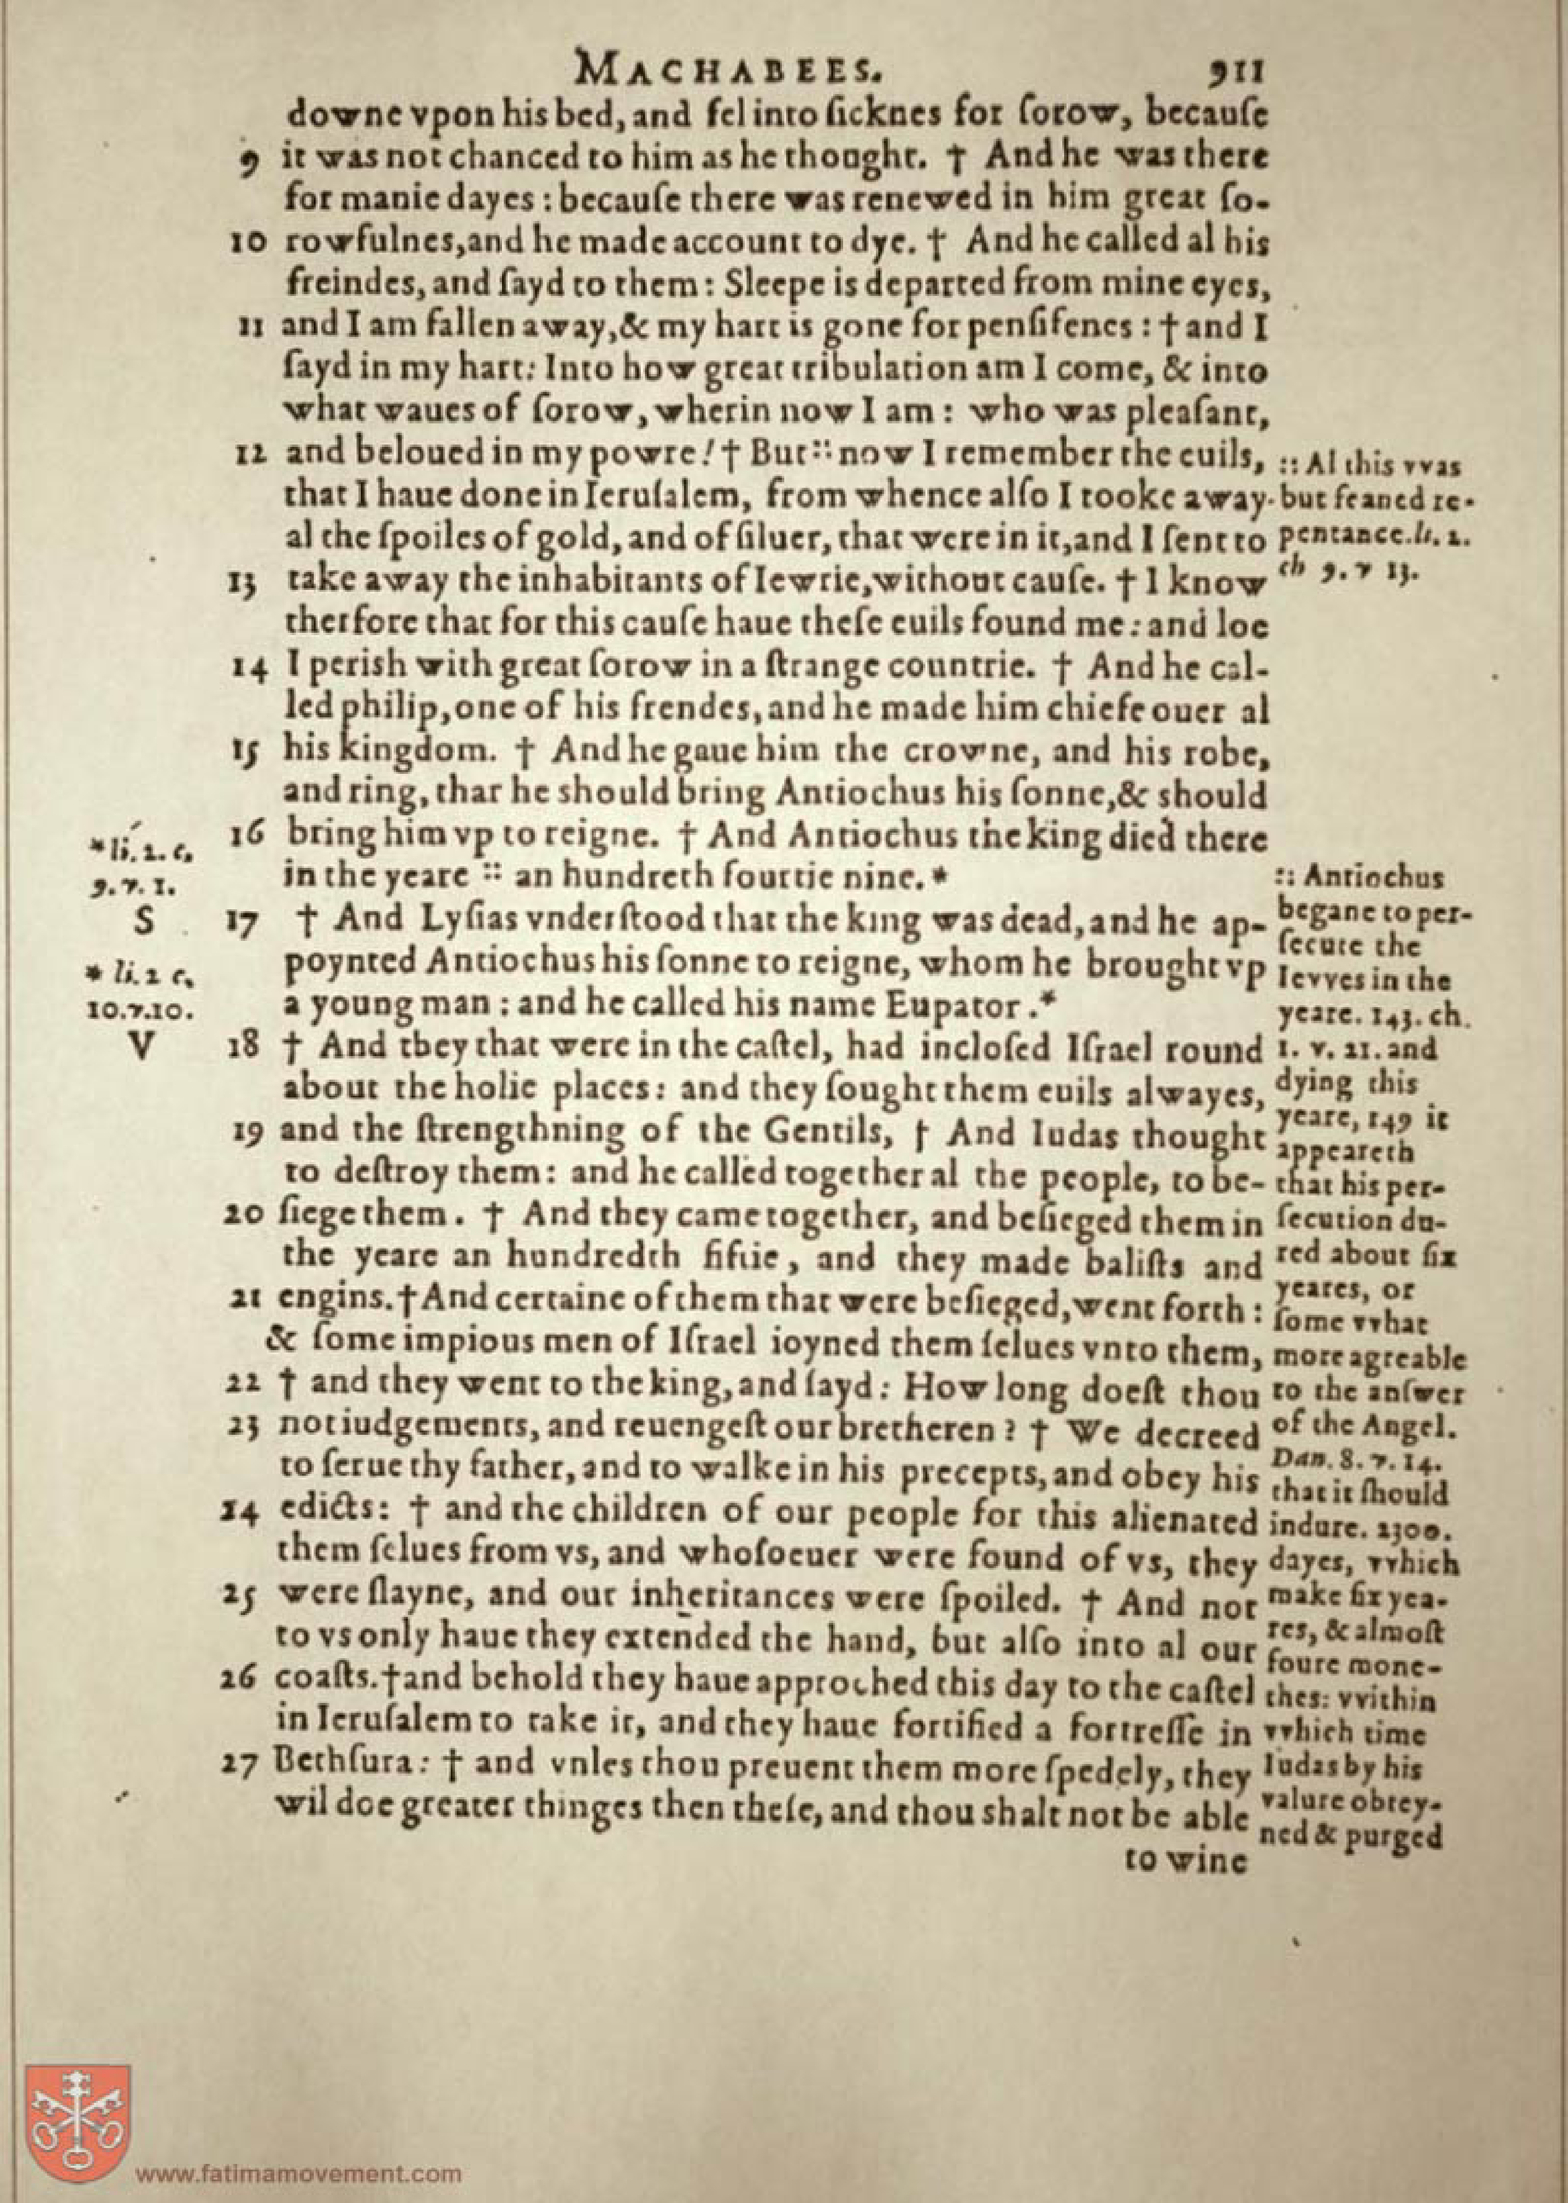 MACHABEES. 911
downe vpon his bed, and fel into ſicknes for ſorow, becauſe
9 it was not chanced to him as he thought. † And he was there
for manie dayes : becauſe there was renewed in him great ſo-
10 rowfulnes, and he made account to dye. † And he called al his
freindes, and ſayd to them : Sleepe is departed from mine eyes,
11 and I am fallen away, & my hart is gone for penſifenes : † and I
ſayd in my hart: Into how great tribulation am I come, & into
what waues of ſorow, wherin now I am : who was pleaſant,
12 and beloued in my powre! † But :: now I remember the euils,
that I haue done in Ieruſalem, from whence alſo I tooke away
al the ſpoiles of gold, and of ſiluer, that were in it, and I ſent to
13 take away the inhabitants of Iewrie, without cauſe. † I know
therfore that for this cauſe haue theſe euils found me: and loe
14 I perish with great ſorow in a ſtrange countrie. † And he cal-
led philip, one of his frendes, and he made him chiefe ouer al
15 his kingdom. † And he gaue him the crowne, and his robe,
and ring, thar he should bring Antiochus his ſonne, & should
16 bring him vp to reigne. † And Antiochus the king died there
in the yeare :: an hundreth fourtie nine. *
17 † And Lyſias vnderſtood that the king was dead, and he ap-
poynted Antiochus his ſonne to reigne, whom he brought vp
a young man : and he called his name Eupator. *
18 † And tbey that were in the caſtel, had incloſed Iſrael round
about the holie places: and they ſought them euils alwayes,
19 and the ſtrengthning of the Gentils, † And Iudas thought
to deſtroy them: and he called together al the people, to be-
20 ſiege them. † And they came together, and beſieged them in
the yeare an hundredth fiftie, and they made baliſts and
21 engins. † And certaine of them that were beſieged, went forth :
& ſome impious men of Iſrael ioyned them ſelues vnto them,
22 † and they went to the king, and ſayd: How long doeſt thou
23 not iudgements, and reuengeſt our bretheren ? † We decreed
to ſerue thy father, and to walke in his precepts, and obey his
24 edicts: † and the children of our people for this alienated
them ſelues from vs, and whoſoeuer were found of vs, they
25 were ſlayne, and our inheritances were ſpoiled. † And not
to vs only haue they extended the hand, but alſo into al our
26 coaſts. † and behold they haue approched this day to the caſtel
in Ieruſalem to take it, and they haue fortified a fortreſſe in
27 Bethſura: † and vnles thou preuent them more ſpedely, they
wil doe greater thinges then theſe, and thou shalt not be able
to wine
*li. 2. c.
9. v. 1.
S
* li. 2 c.
10. v. 10.
V
:: Al this vvas
but feaned re-
pentance. li. 2.
ch 9. v 13.
:: Antiochus
begane to per-
ſecute the
Ievves in the
yeare. 143. ch.
1. v. 21. and
dying this
yeare, 149 it
appeareth
that his per-
ſecution du-
red about ſix
yeares, or
ſome vvhat
more agreable
to the anſwer
of the Angel.
Dan. 8. v. 14.
that it ſhould
indure. 2300.
dayes, vvhich
make ſix yea-
res, & almoſt
foure mone-
thes: vvithin
vvhich time
Iudas by his
valure obtey-
ned & purged
www.fatimamovement.com